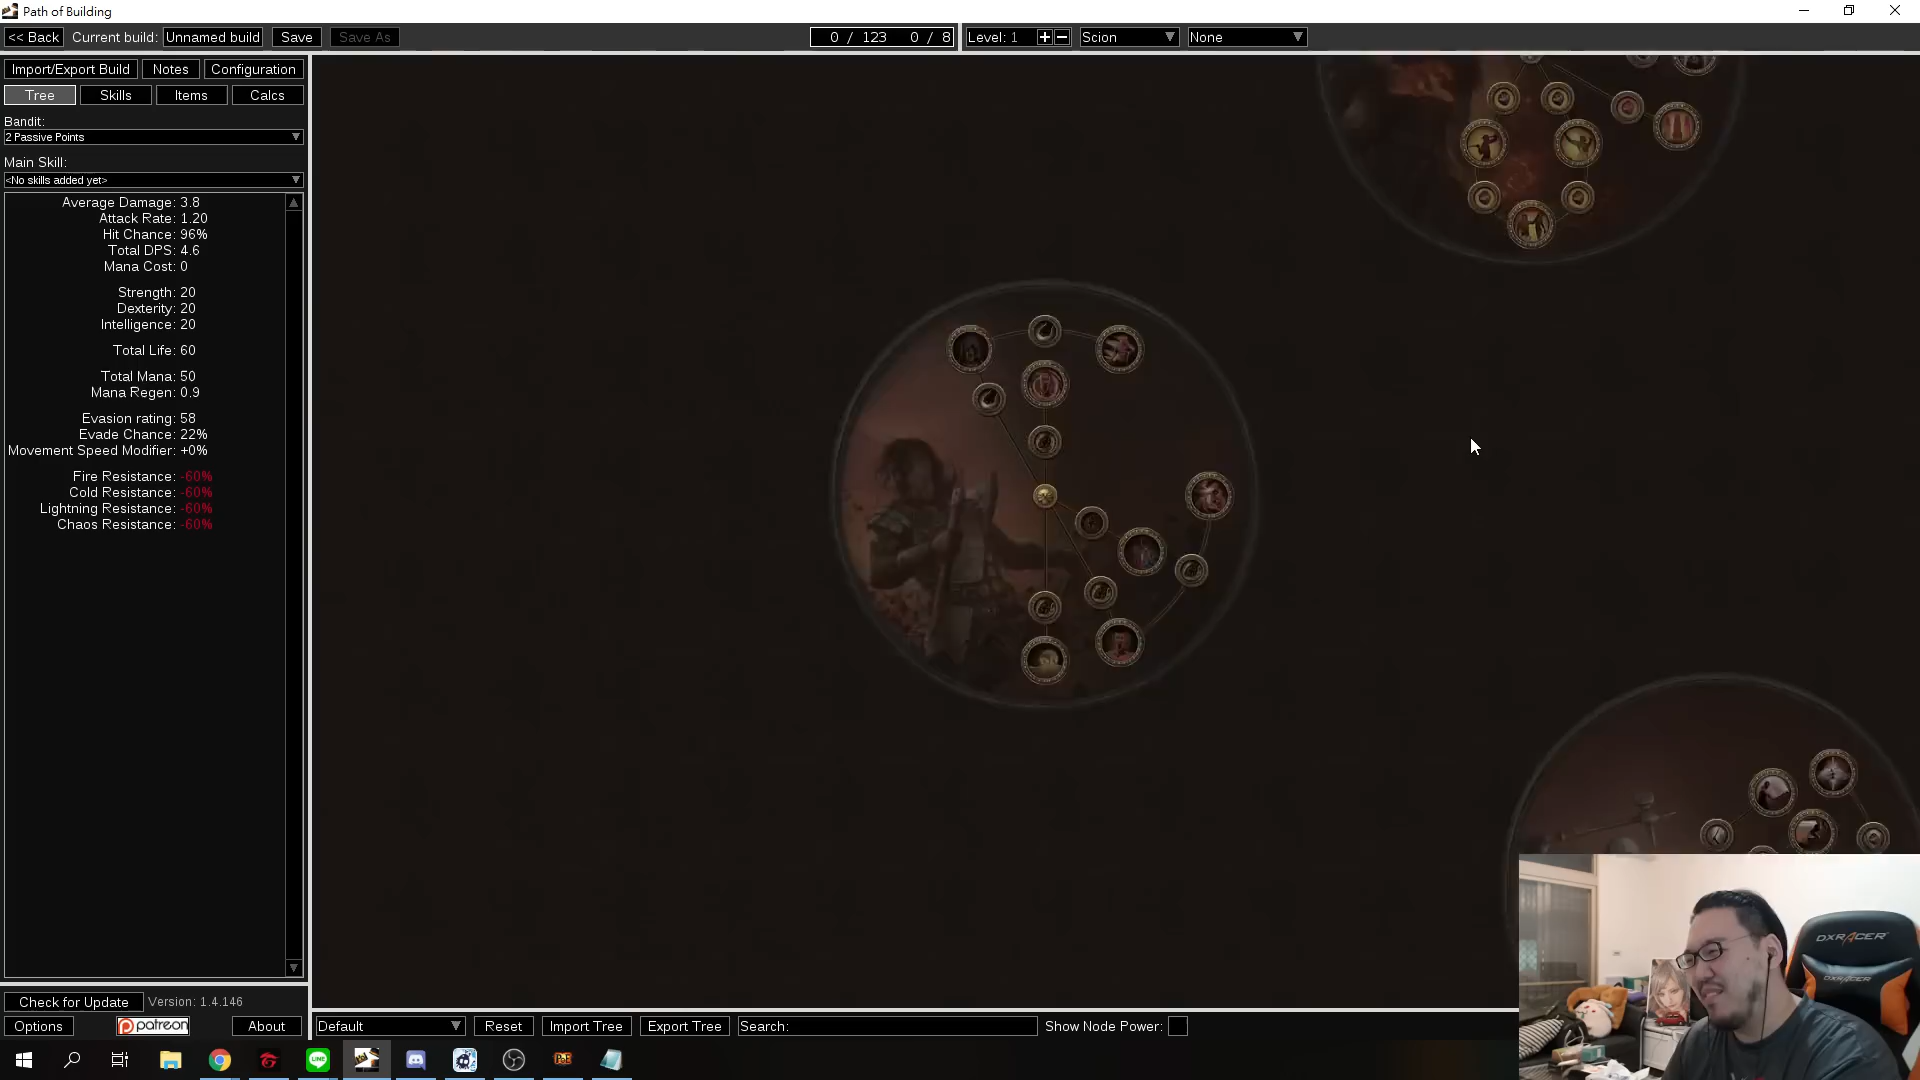 Path of Building
<< Back
Current build:
Unnamed build
Save
Save As
0 / 123 0 / 8
Level: 1
+
−
Scion
None
Import/Export Build
Notes
Configuration
Tree
Skills
Items
Calcs
Bandit:
2 Passive Points
Main Skill:
<No skills added yet>
Average Damage: 3.8
Attack Rate: 1.20
Hit Chance: 96%
Total DPS: 4.6
Mana Cost: 0
Strength: 20
Dexterity: 20
Intelligence: 20
Total Life: 60
Total Mana: 50
Mana Regen: 0.9
Evasion rating: 58
Evade Chance: 22%
Movement Speed Modifier: +0%
Fire Resistance: -60%
Cold Resistance: -60%
Lightning Resistance: -60%
Chaos Resistance: -60%
DXRACER
DXRACER
Check for Update
Version: 1.4.146
Options
patreon
About
Default
Reset
Import Tree
Export Tree
Search:
Show Node Power:
LINE
PoE